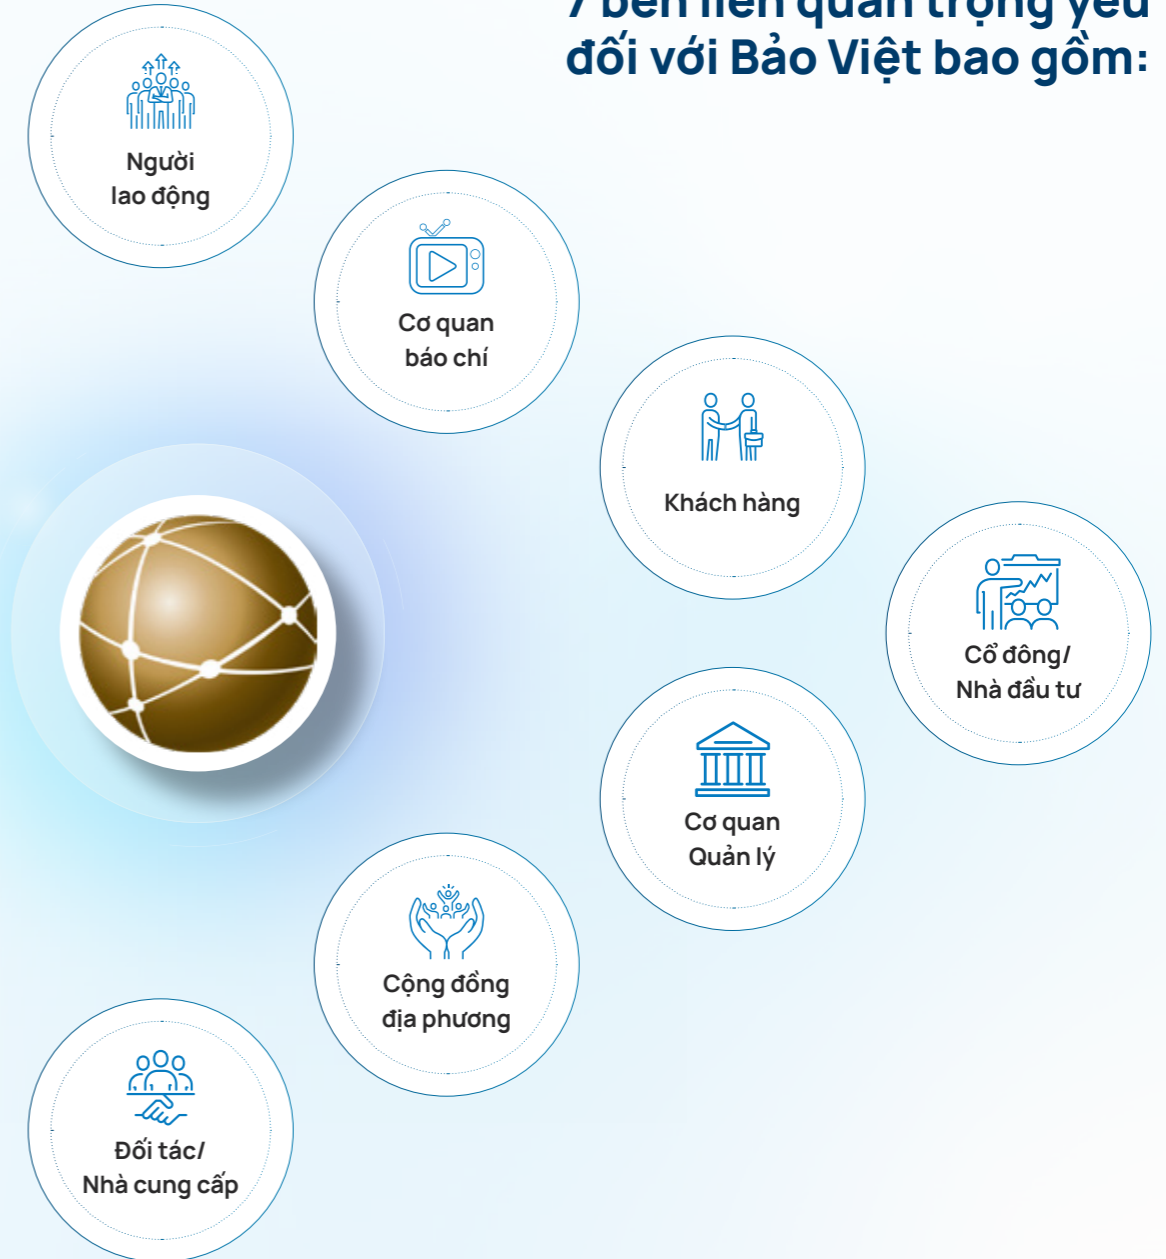 7 bên liên quan trọng yếu
đối với Bảo Việt bao gồm:
Người
lao động
Cơ quan
báo chí
Khách hàng
Cổ đông/
Nhà đầu tư
Cơ quan
Quản lý
Cộng đồng
địa phương
Đối tác/
Nhà cung cấp